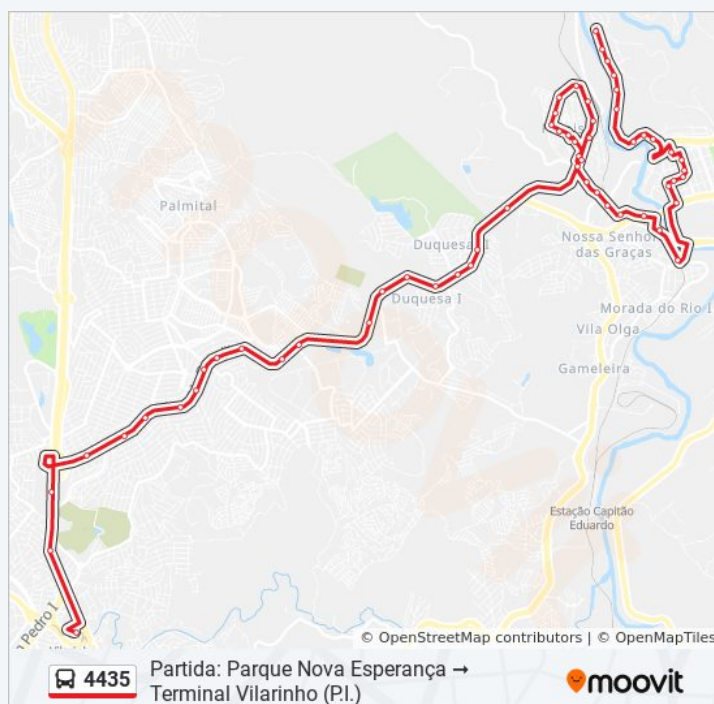 Palmital
Duquesa I
Nossa Senhor
das Graças
Duquesa I
Morada do Rio I
Vila Olga
Gameleira
Estação Capitão
Eduardo
Pedro I
© OpenStreetMap contributors | © OpenMapTiles
4435
Partida: Parque Nova Esperança →
Terminal Vilarinho (P.I.)
moovit